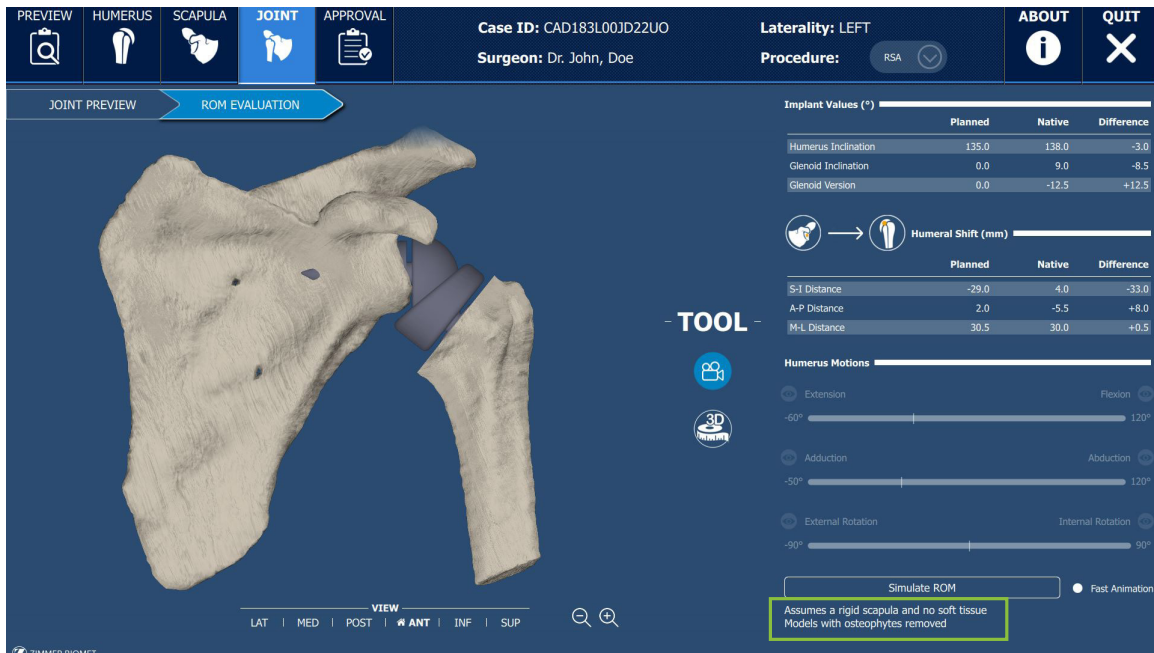 PREVIEW HUMERUS SCAPULA JOINT APPROVAL
Case ID: CAD183L00JD22UO
Surgeon: Dr. John, Doe
Laterality: LEFT
Procedure: RSA
ABOUT QUIT
JOINT PREVIEW ROM EVALUATION
Implant Values (°)
Planned Native Difference
Humerus Inclination 135.0 138.0 -3.0
Glenoid Inclination 0.0 9.0 -8.5
Glenoid Version 0.0 -12.5 +12.5
Humeral Shift (mm)
Planned Native Difference
S-I Distance -29.0 4.0 -33.0
A-P Distance 2.0 -5.5 +8.0
M-L Distance 30.5 30.0 +0.5
- TOOL -
3D
Humerus Motions
Extension Flexion
-60° 120°
Adduction Abduction
-50° 120°
External Rotation Internal Rotation
-90° 90°
Simulate ROM Fast Animation
Assumes a rigid scapula and no soft tissue
Models with osteophytes removed
VIEW
LAT | MED | POST | ANT | INF | SUP
ZIMMER BIOMET